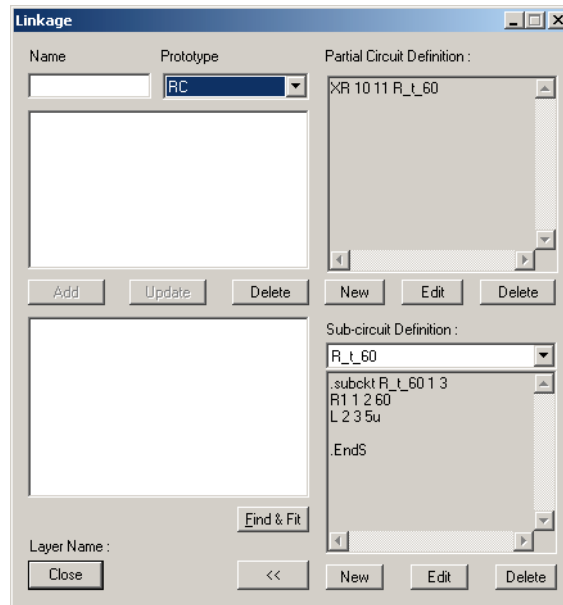 Linkage
Name
Prototype
RC
Add
Update
Delete
Find & Fit
Layer Name :
Close
<<
Partial Circuit Definition :
XR 10 11 R_t_60
New
Edit
Delete
Sub-circuit Definition :
R_t_60
.subckt R_t_60 1 3
R1 1 2 60
L 2 3 5u
.EndS
New
Edit
Delete